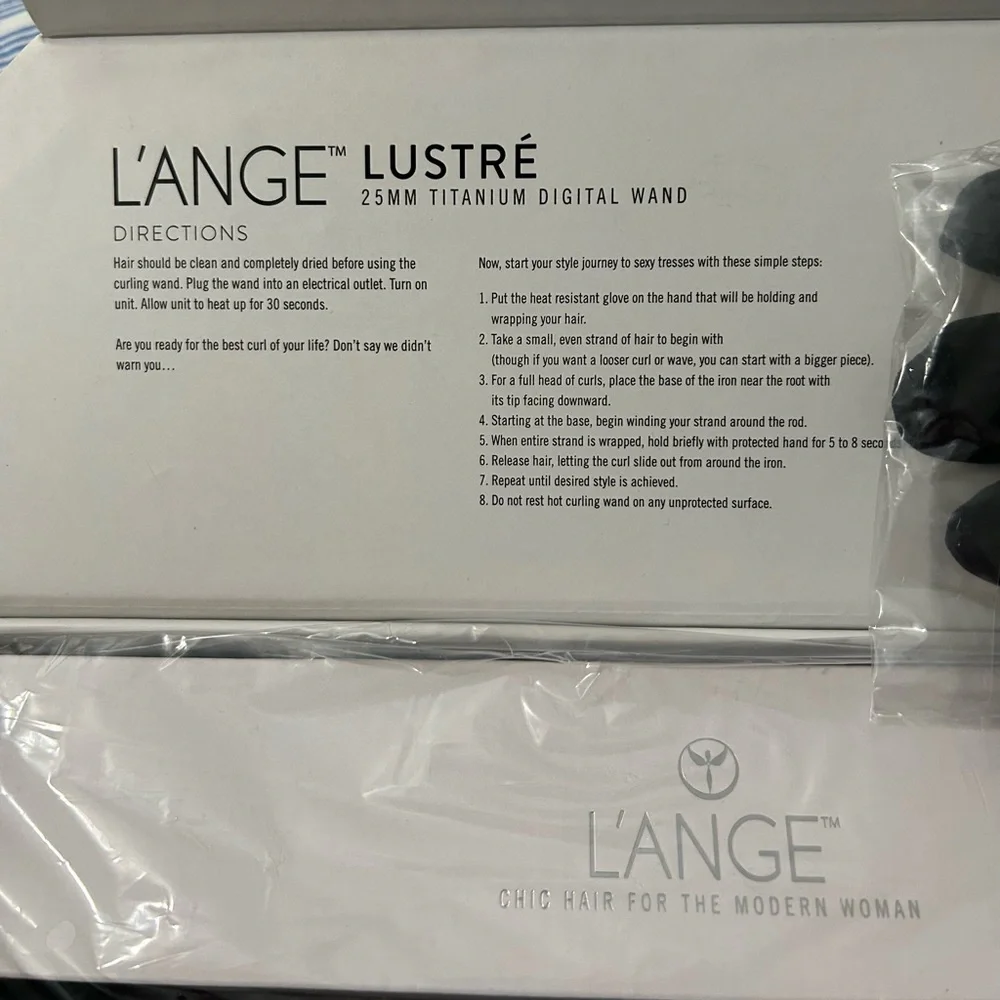 L'ANGE™ LUSTRÉ
25MM TITANIUM DIGITAL WAND
DIRECTIONS
Hair should be clean and completely dried before using the
curling wand. Plug the wand into an electrical outlet. Turn on
unit. Allow unit to heat up for 30 seconds.
Are you ready for the best curl of your life? Don't say we didn't
warn you...
Now, start your style journey to sexy tresses with these simple steps:
1. Put the heat resistant glove on the hand that will be holding and
wrapping your hair.
2. Take a small, even strand of hair to begin with
(though if you want a looser curl or wave, you can start with a bigger piece).
3. For a full head of curls, place the base of the iron near the root with
its tip facing downward.
4. Starting at the base, begin winding your strand around the rod.
5. When entire strand is wrapped, hold briefly with protected hand for 5 to 8 seco
6. Release hair, letting the curl slide out from around the iron.
7. Repeat until desired style is achieved.
8. Do not rest hot curling wand on any unprotected surface.
L'ANGE™
CHIC HAIR FOR THE MODERN WOMAN